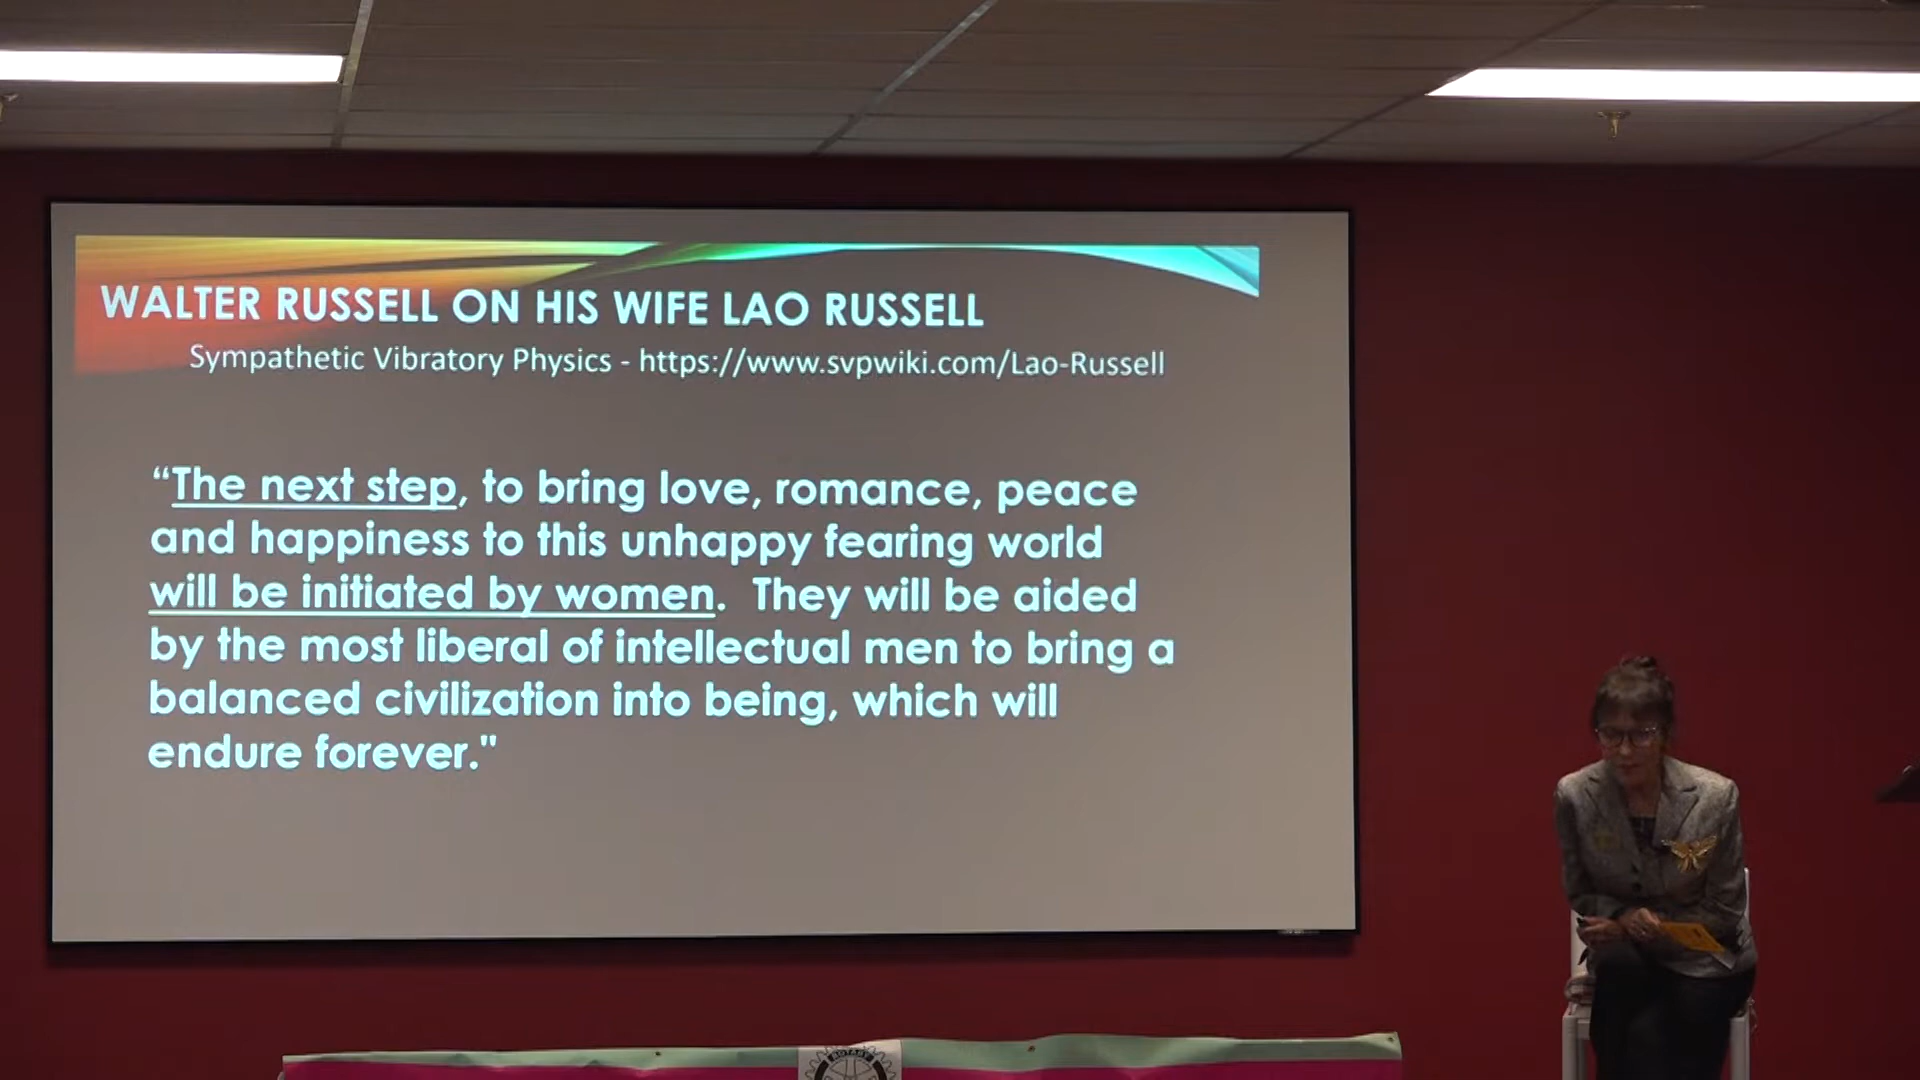 WALTER RUSSELL ON HIS WIFE LAO RUSSELL
Sympathetic Vibratory Physics - https://www.svpwiki.com/Lao-Russell
“The next step, to bring love, romance, peace
and happiness to this unhappy fearing world
will be initiated by women.  They will be aided
by the most liberal of intellectual men to bring a
balanced civilization into being, which will
endure forever."
ROTARY